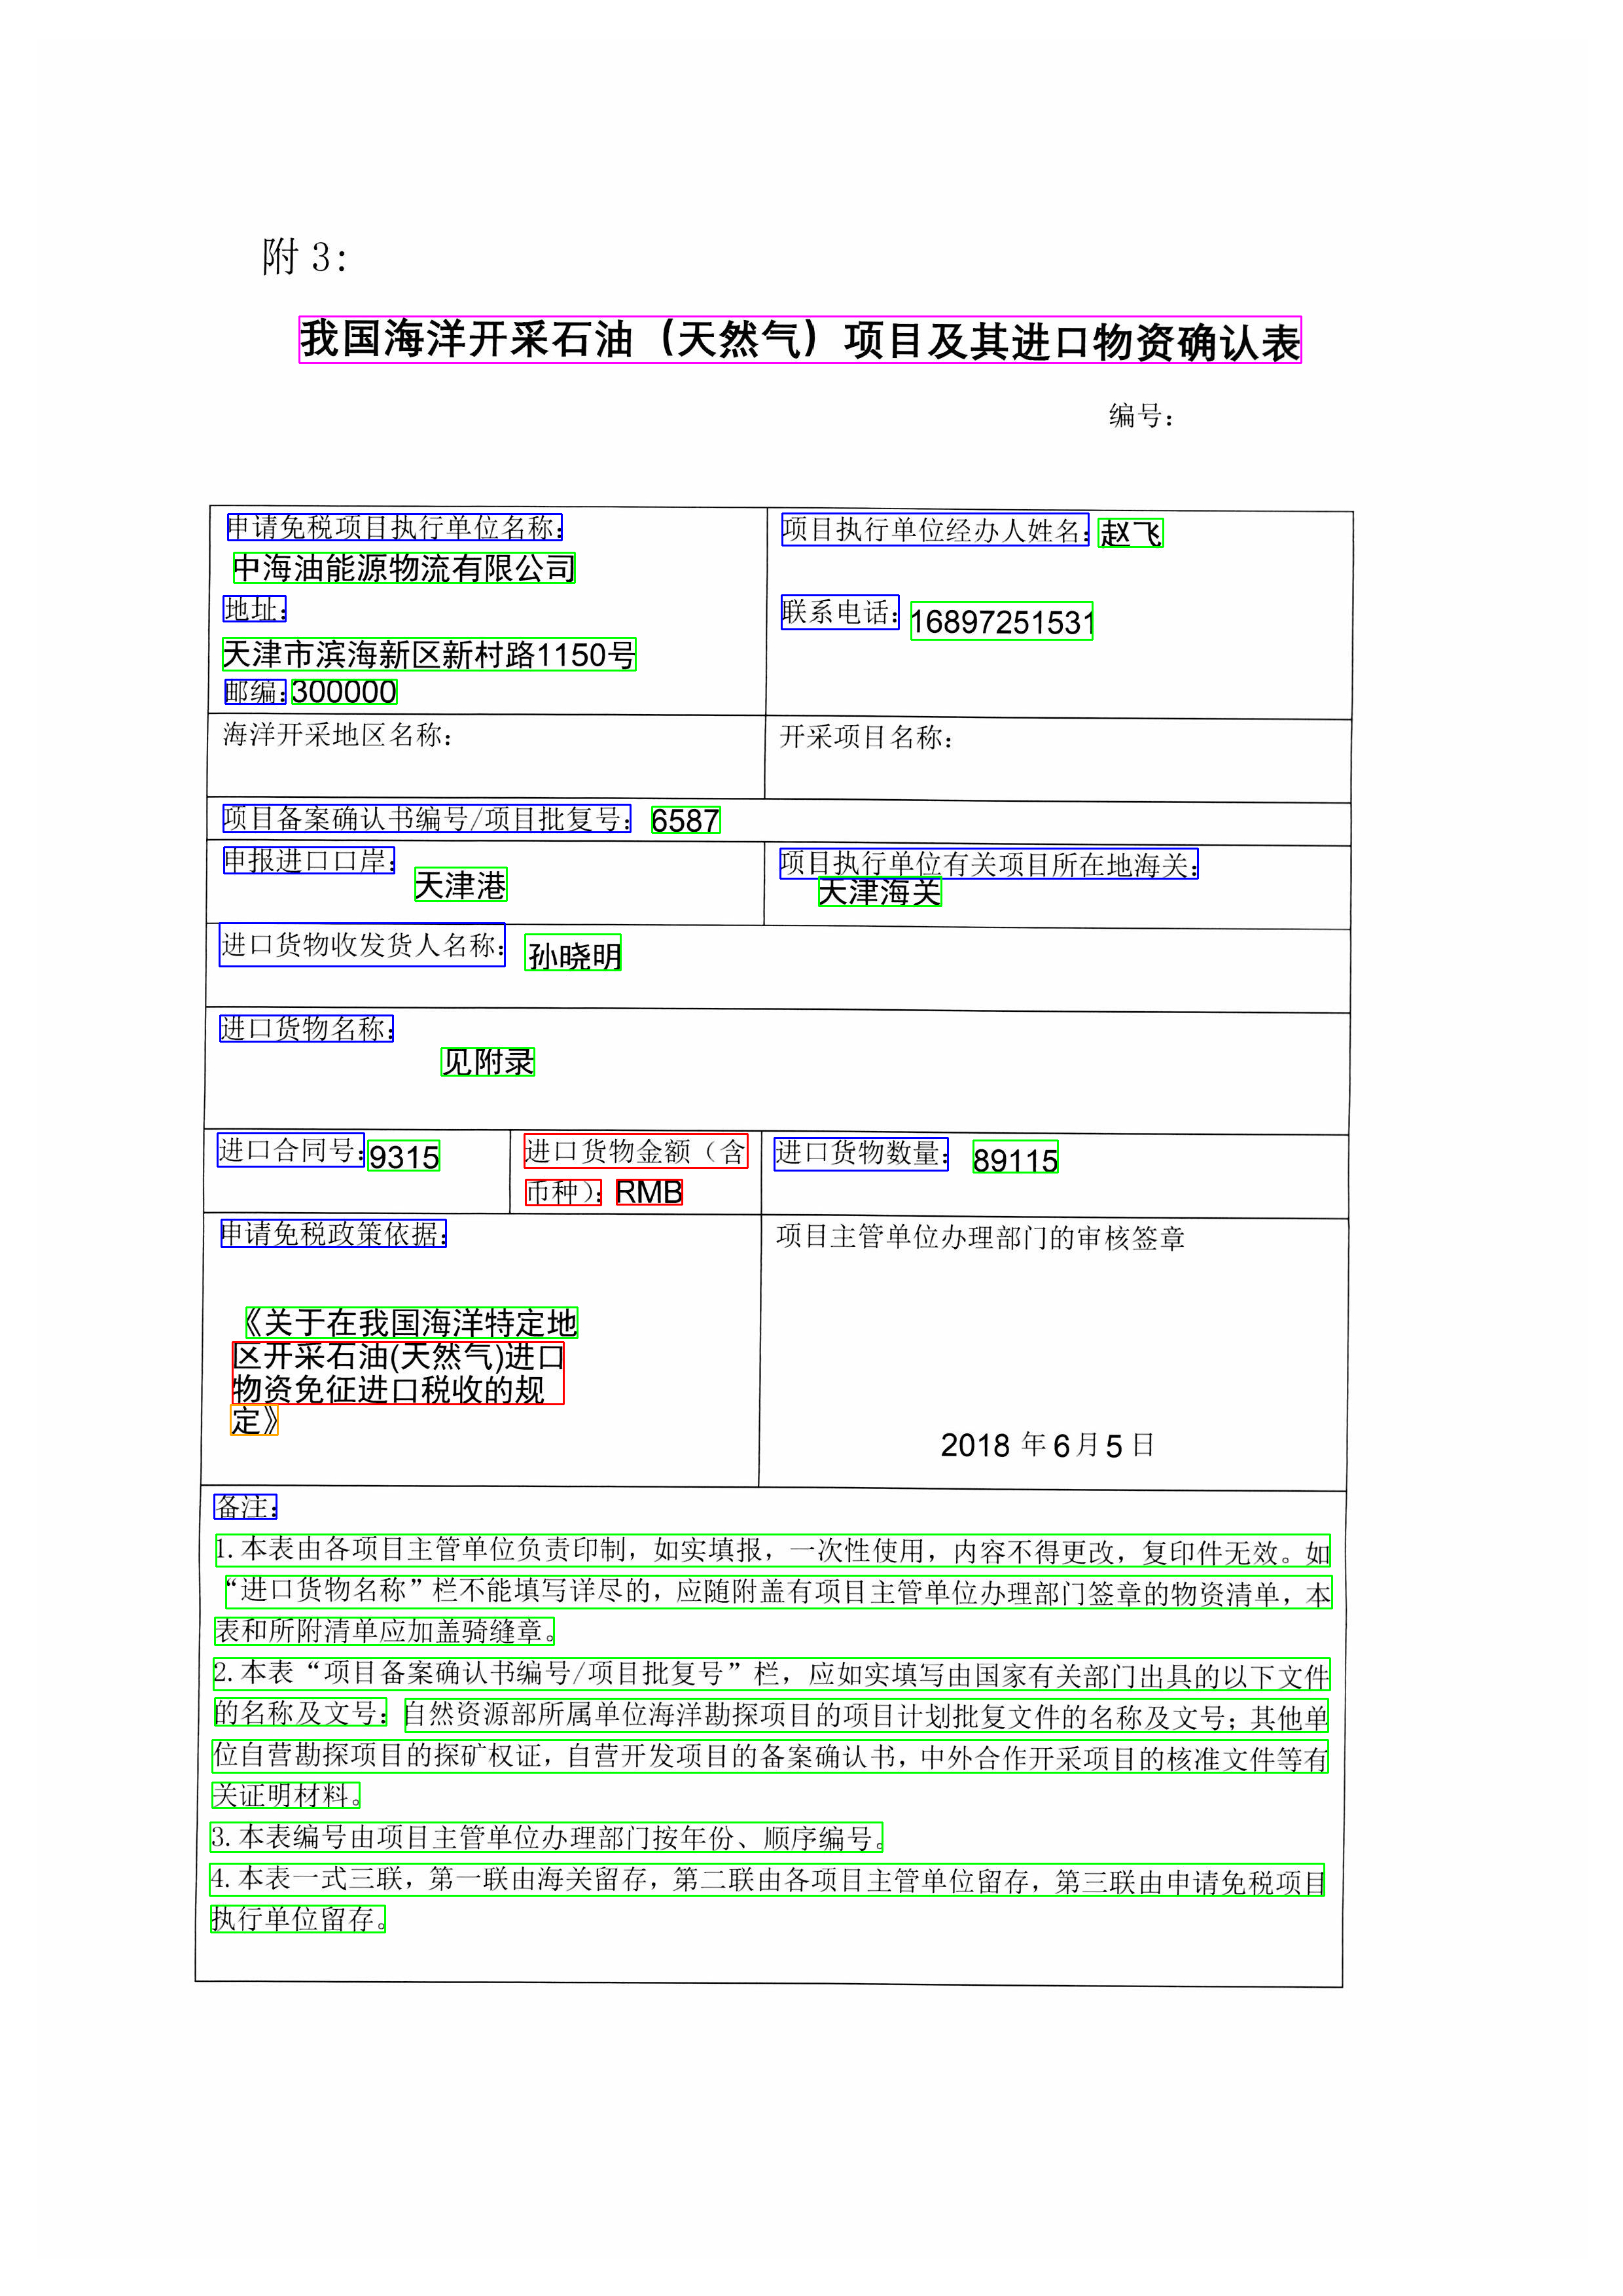 附 3：
我国海洋开采石油（天然气）项目及其进口物资确认表
编号：
申请免税项目执行单位名称：
中海油能源物流有限公司
地址：
天津市滨海新区新村路1150号
邮编：300000
项目执行单位经办人姓名：赵飞
联系电话：16897251531
海洋开采地区名称：
开采项目名称：
项目备案确认书编号/项目批复号：6587
申报进口口岸：
天津港
项目执行单位有关项目所在地海关：
天津海关
进口货物收发货人名称：孙晓明
进口货物名称：
见附录
进口合同号：9315
进口货物金额（含
币种）：RMB
进口货物数量：89115
申请免税政策依据：
《关于在我国海洋特定地
区开采石油(天然气)进口
物资免征进口税收的规
定》
项目主管单位办理部门的审核签章
2018 年 6 月 5 日
备注：
1.本表由各项目主管单位负责印制，如实填报，一次性使用，内容不得更改，复印件无效。如
“进口货物名称”栏不能填写详尽的，应随附盖有项目主管单位办理部门签章的物资清单，本
表和所附清单应加盖骑缝章。
2.本表“项目备案确认书编号/项目批复号”栏，应如实填写由国家有关部门出具的以下文件
的名称及文号：自然资源部所属单位海洋勘探项目的项目计划批复文件的名称及文号；其他单
位自营勘探项目的探矿权证，自营开发项目的备案确认书，中外合作开采项目的核准文件等有
关证明材料。
3.本表编号由项目主管单位办理部门按年份、顺序编号。
4.本表一式三联，第一联由海关留存，第二联由各项目主管单位留存，第三联由申请免税项目
执行单位留存。